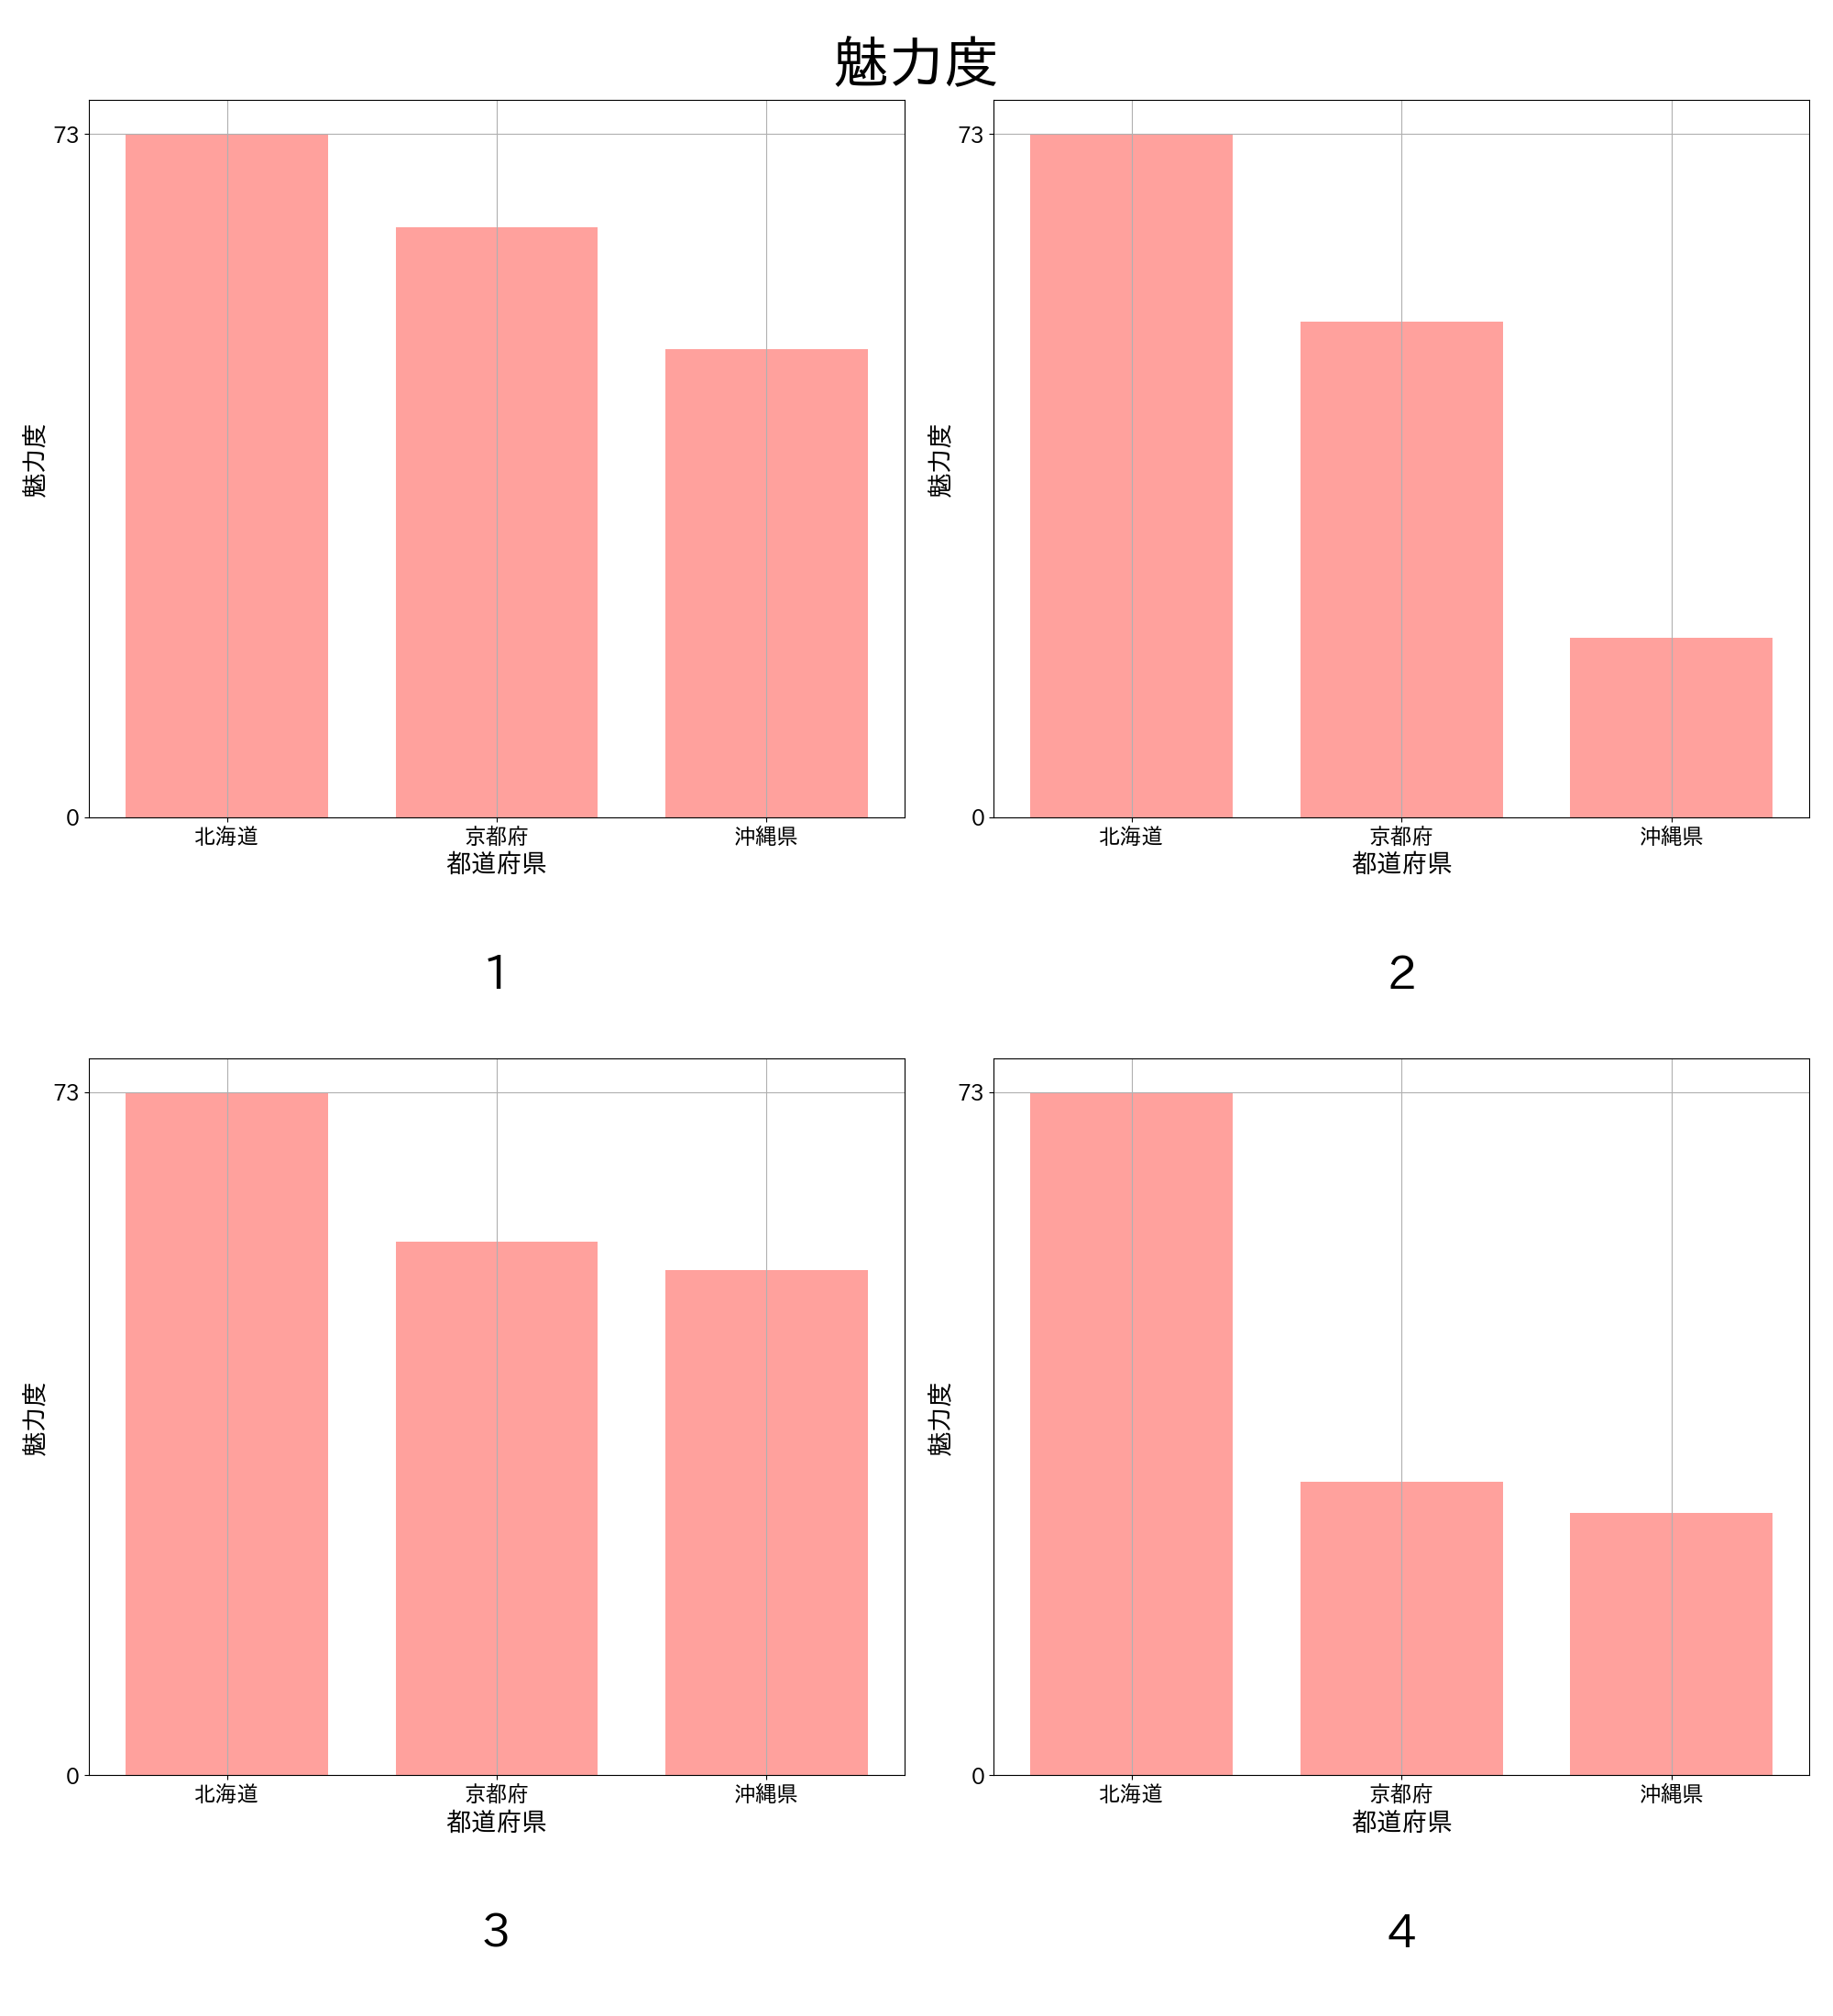 魅力度
73
0
魅力度
北海道 京都府 沖縄県
都道府県
1
73
0
魅力度
北海道 京都府 沖縄県
都道府県
2
73
0
魅力度
北海道 京都府 沖縄県
都道府県
3
73
0
魅力度
北海道 京都府 沖縄県
都道府県
4